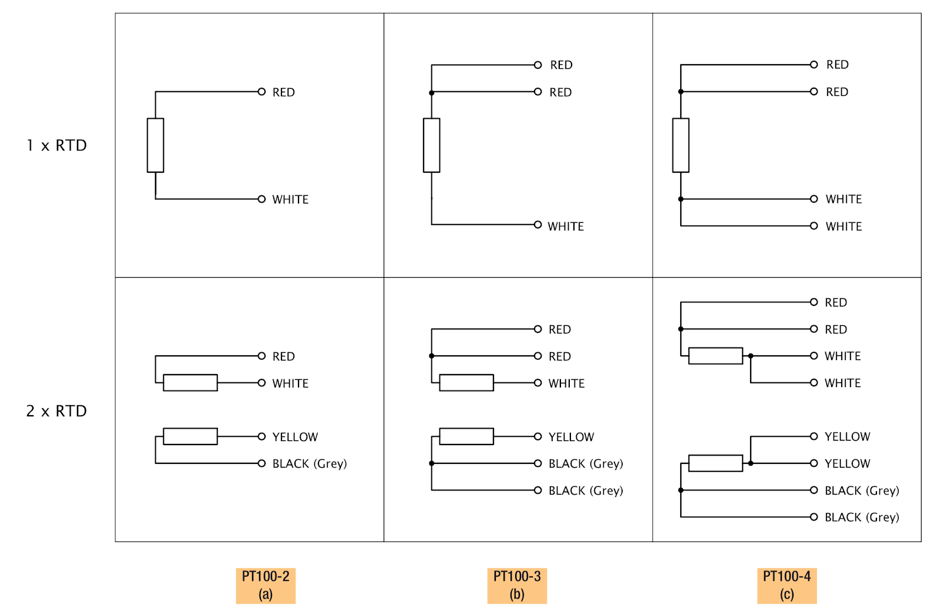 1 x RTD
RED
WHITE
RED
RED
WHITE
RED
RED
WHITE
WHITE
2 x RTD
RED
WHITE
YELLOW
BLACK (Grey)
RED
RED
WHITE
YELLOW
BLACK (Grey)
BLACK (Grey)
RED
RED
WHITE
WHITE
YELLOW
YELLOW
BLACK (Grey)
BLACK (Grey)
PT100-2
(a)
PT100-3
(b)
PT100-4
(c)